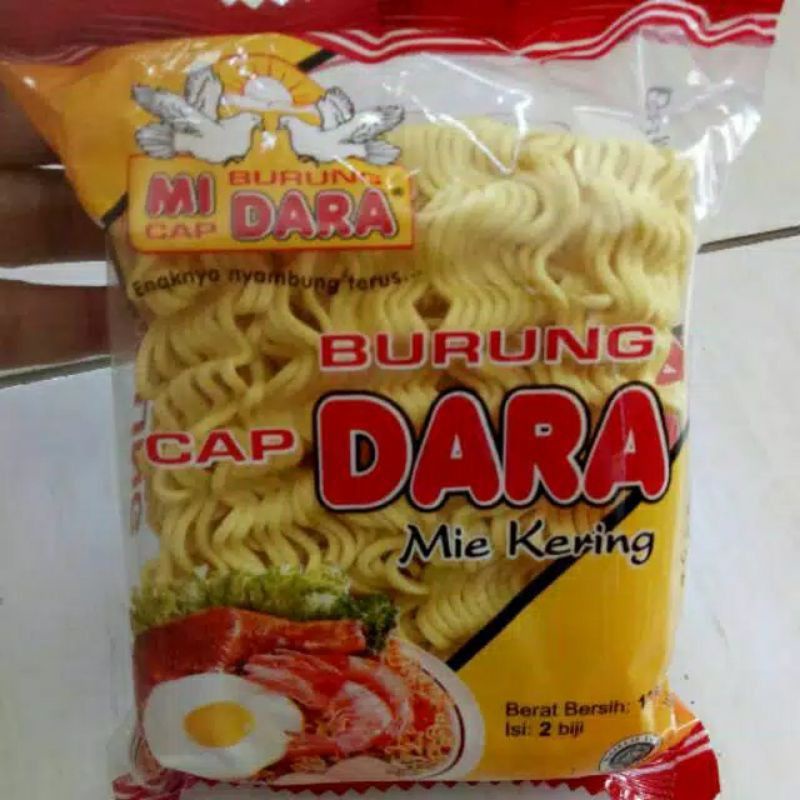 MI BURUNG
CAP DARA
Enaknya nyambung terus...
BURUNG
CAP DARA
Mie Kering
Berat Bersih:
Isi: 2 biji